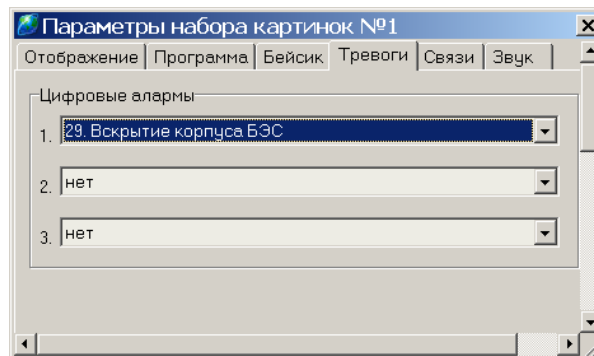 Параметры набора картинок №1
Отображение Программа Бейсик Тревоги Связи Звук
Цифровые алармы
1. 29. Вскрытие корпуса БЭС
2. нет
3. нет